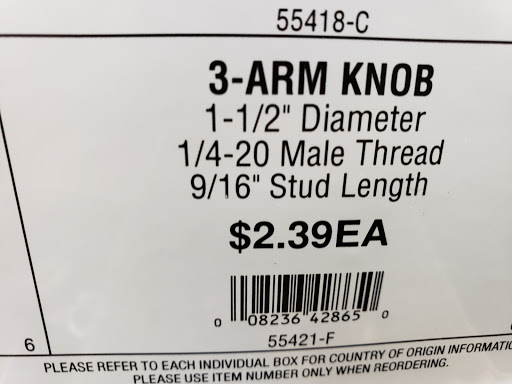 55418-C
3-ARM KNOB
1-1/2" Diameter
1/4-20 Male Thread
9/16" Stud Length
$2.39EA
0 08236 42865 0
55421-F
6
PLEASE REFER TO EACH INDIVIDUAL BOX FOR COUNTRY OF ORIGIN
PLEASE USE ITEM NUMBER ONLY WHEN REORDERING.